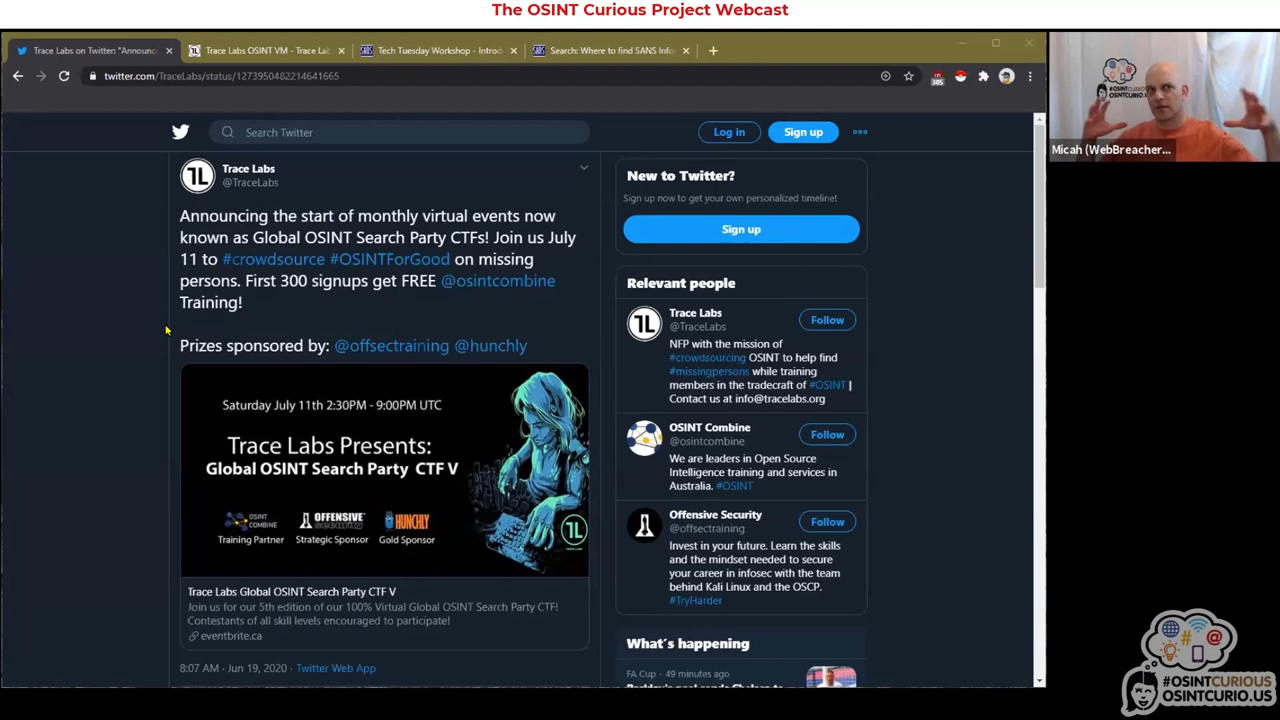 The OSINT Curious Project Webcast
Trace Labs on Twitter: "Announc
Trace Labs OSINT VM - Trace Lab
Tech Tuesday Workshop - Introd
Search: Where to find SANS Info
twitter.com/TraceLabs/status/1273950482214641665
Search Twitter
Log in
Sign up
Trace Labs
@TraceLabs
Announcing the start of monthly virtual events now
known as Global OSINT Search Party CTFs! Join us July
11 to #crowdsource #OSINTForGood on missing
persons. First 300 signups get FREE @osintcombine
Training!
Prizes sponsored by: @offsectraining @hunchly
Saturday July 11th 2:30PM - 9:00PM UTC
Trace Labs Presents:
Global OSINT Search Party CTF V
OSINT
COMBINE
Training Partner
OFFENSIVE
security
Strategic Sponsor
HUNCHLY
Gold Sponsor
TL
TRACE LABS
Trace Labs Global OSINT Search Party CTF V
Join us for our 5th edition of our 100% Virtual Global OSINT Search Party CTF!
Contestants of all skill levels encouraged to participate!
eventbrite.ca
8:07 AM · Jun 19, 2020 · Twitter Web App
New to Twitter?
Sign up now to get your own personalized timeline!
Sign up
Relevant people
Trace Labs
@TraceLabs
Follow
NFP with the mission of
#crowdsourcing OSINT to help find
#missingpersons while training
members in the tradecraft of #OSINT |
Contact us at info@tracelabs.org
OSINT Combine
@osintcombine
Follow
We are leaders in Open Source
Intelligence training and services in
Australia. #OSINT
Offensive Security
@offsectraining
Follow
Invest in your future. Learn the skills
and the mindset needed to secure
your career in infosec with the team
behind Kali Linux and the OSCP.
#TryHarder
What's happening
FA Cup · 49 minutes ago
#OSINTCURIOUS
OSINTCURIO.US
Micah (WebBreacher...
#OSINTCURIOUS
OSINTCURIO.US